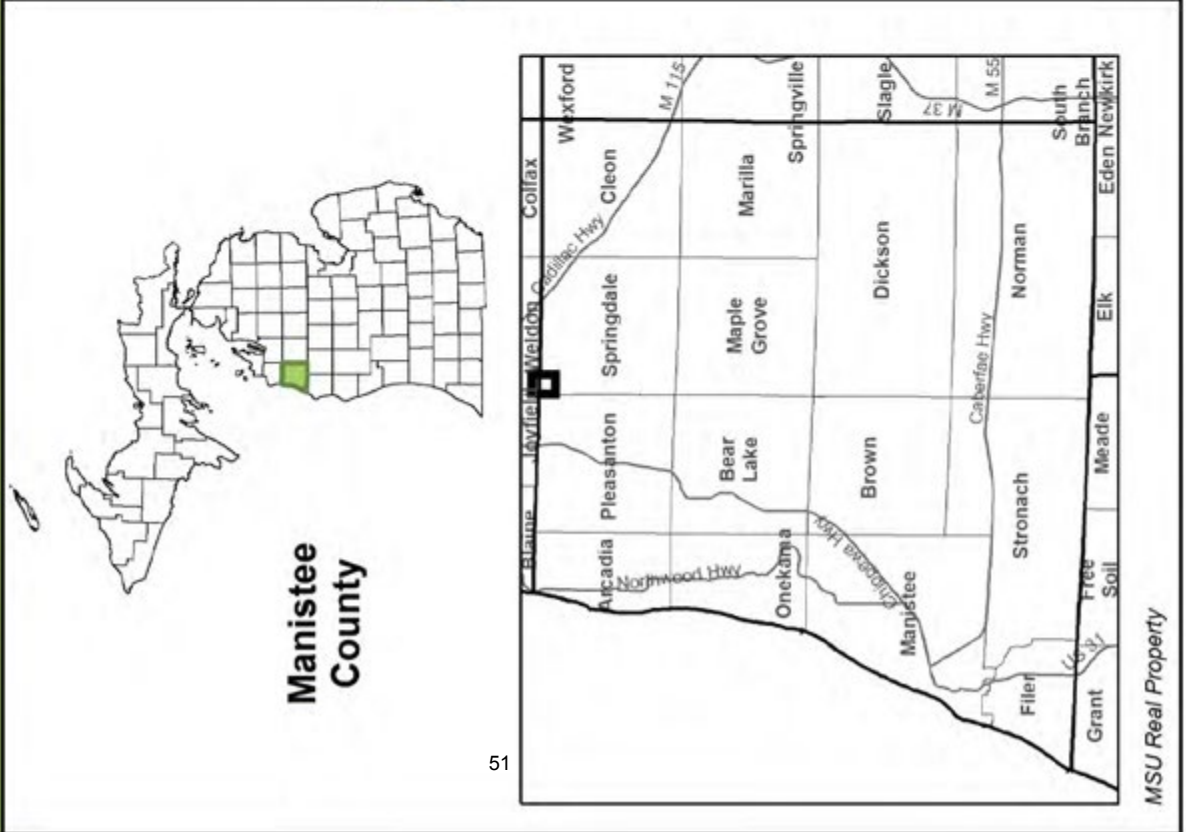 Manistee
County
Blaine
Joyfield
Weldon
Colfax
Wexford
Arcadia
Pleasanton
Springdale
Cleon
Cadillac Hwy
M 115
Northwood Hwy
Onekama
Bear
Lake
Maple
Grove
Marilla
Springville
Chippewa Hwy
Manistee
Brown
Dickson
Slagle
M 37
M 55
Caberfae Hwy
Filer
Stronach
Norman
South
Branch
US 31
Grant
Free
Soil
Meade
Elk
Eden
Newkirk
MSU Real Property
51